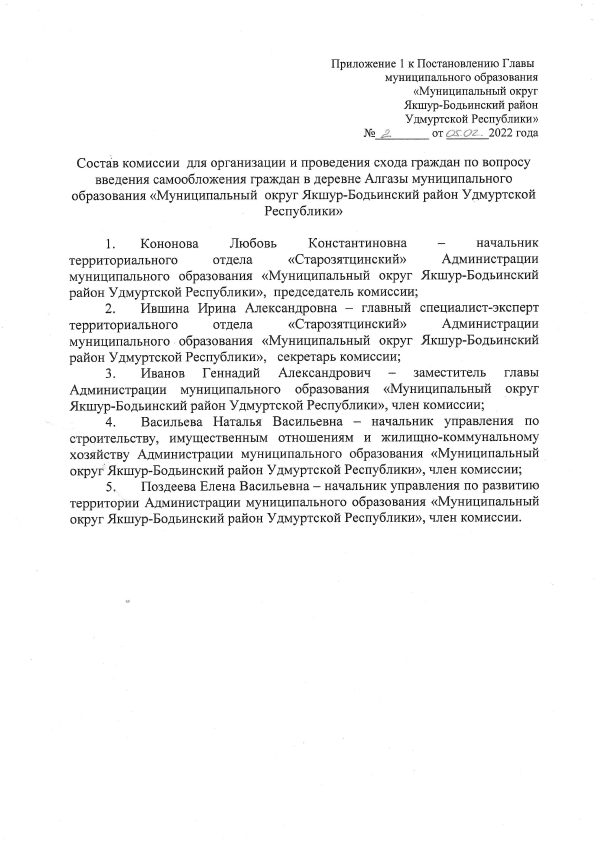 Приложение 1 к Постановлению Главы
муниципального образования
«Муниципальный округ
Якшур-Бодьинский район
Удмуртской Республики»
№ 2 от 05.02. 2022 года
Состав комиссии для организации и проведения схода граждан по вопросу
введения самообложения граждан в деревне Алгазы муниципального
образования «Муниципальный округ Якшур-Бодьинский район Удмуртской
Республики»
1. Кононова Любовь Константиновна – начальник
территориального отдела «Старозятцинский» Администрации
муниципального образования «Муниципальный округ Якшур-Бодьинский
район Удмуртской Республики», председатель комиссии;
2. Ившина Ирина Александровна – главный специалист-эксперт
территориального отдела «Старозятцинский» Администрации
муниципального образования «Муниципальный округ Якшур-Бодьинский
район Удмуртской Республики», секретарь комиссии;
3. Иванов Геннадий Александрович – заместитель главы
Администрации муниципального образования «Муниципальный округ
Якшур-Бодьинский район Удмуртской Республики», член комиссии;
4. Васильева Наталья Васильевна – начальник управления по
строительству, имущественным отношениям и жилищно-коммунальному
хозяйству Администрации муниципального образования «Муниципальный
округ Якшур-Бодьинский район Удмуртской Республики», член комиссии;
5. Поздеева Елена Васильевна – начальник управления по развитию
территории Администрации муниципального образования «Муниципальный
округ Якшур-Бодьинский район Удмуртской Республики», член комиссии.